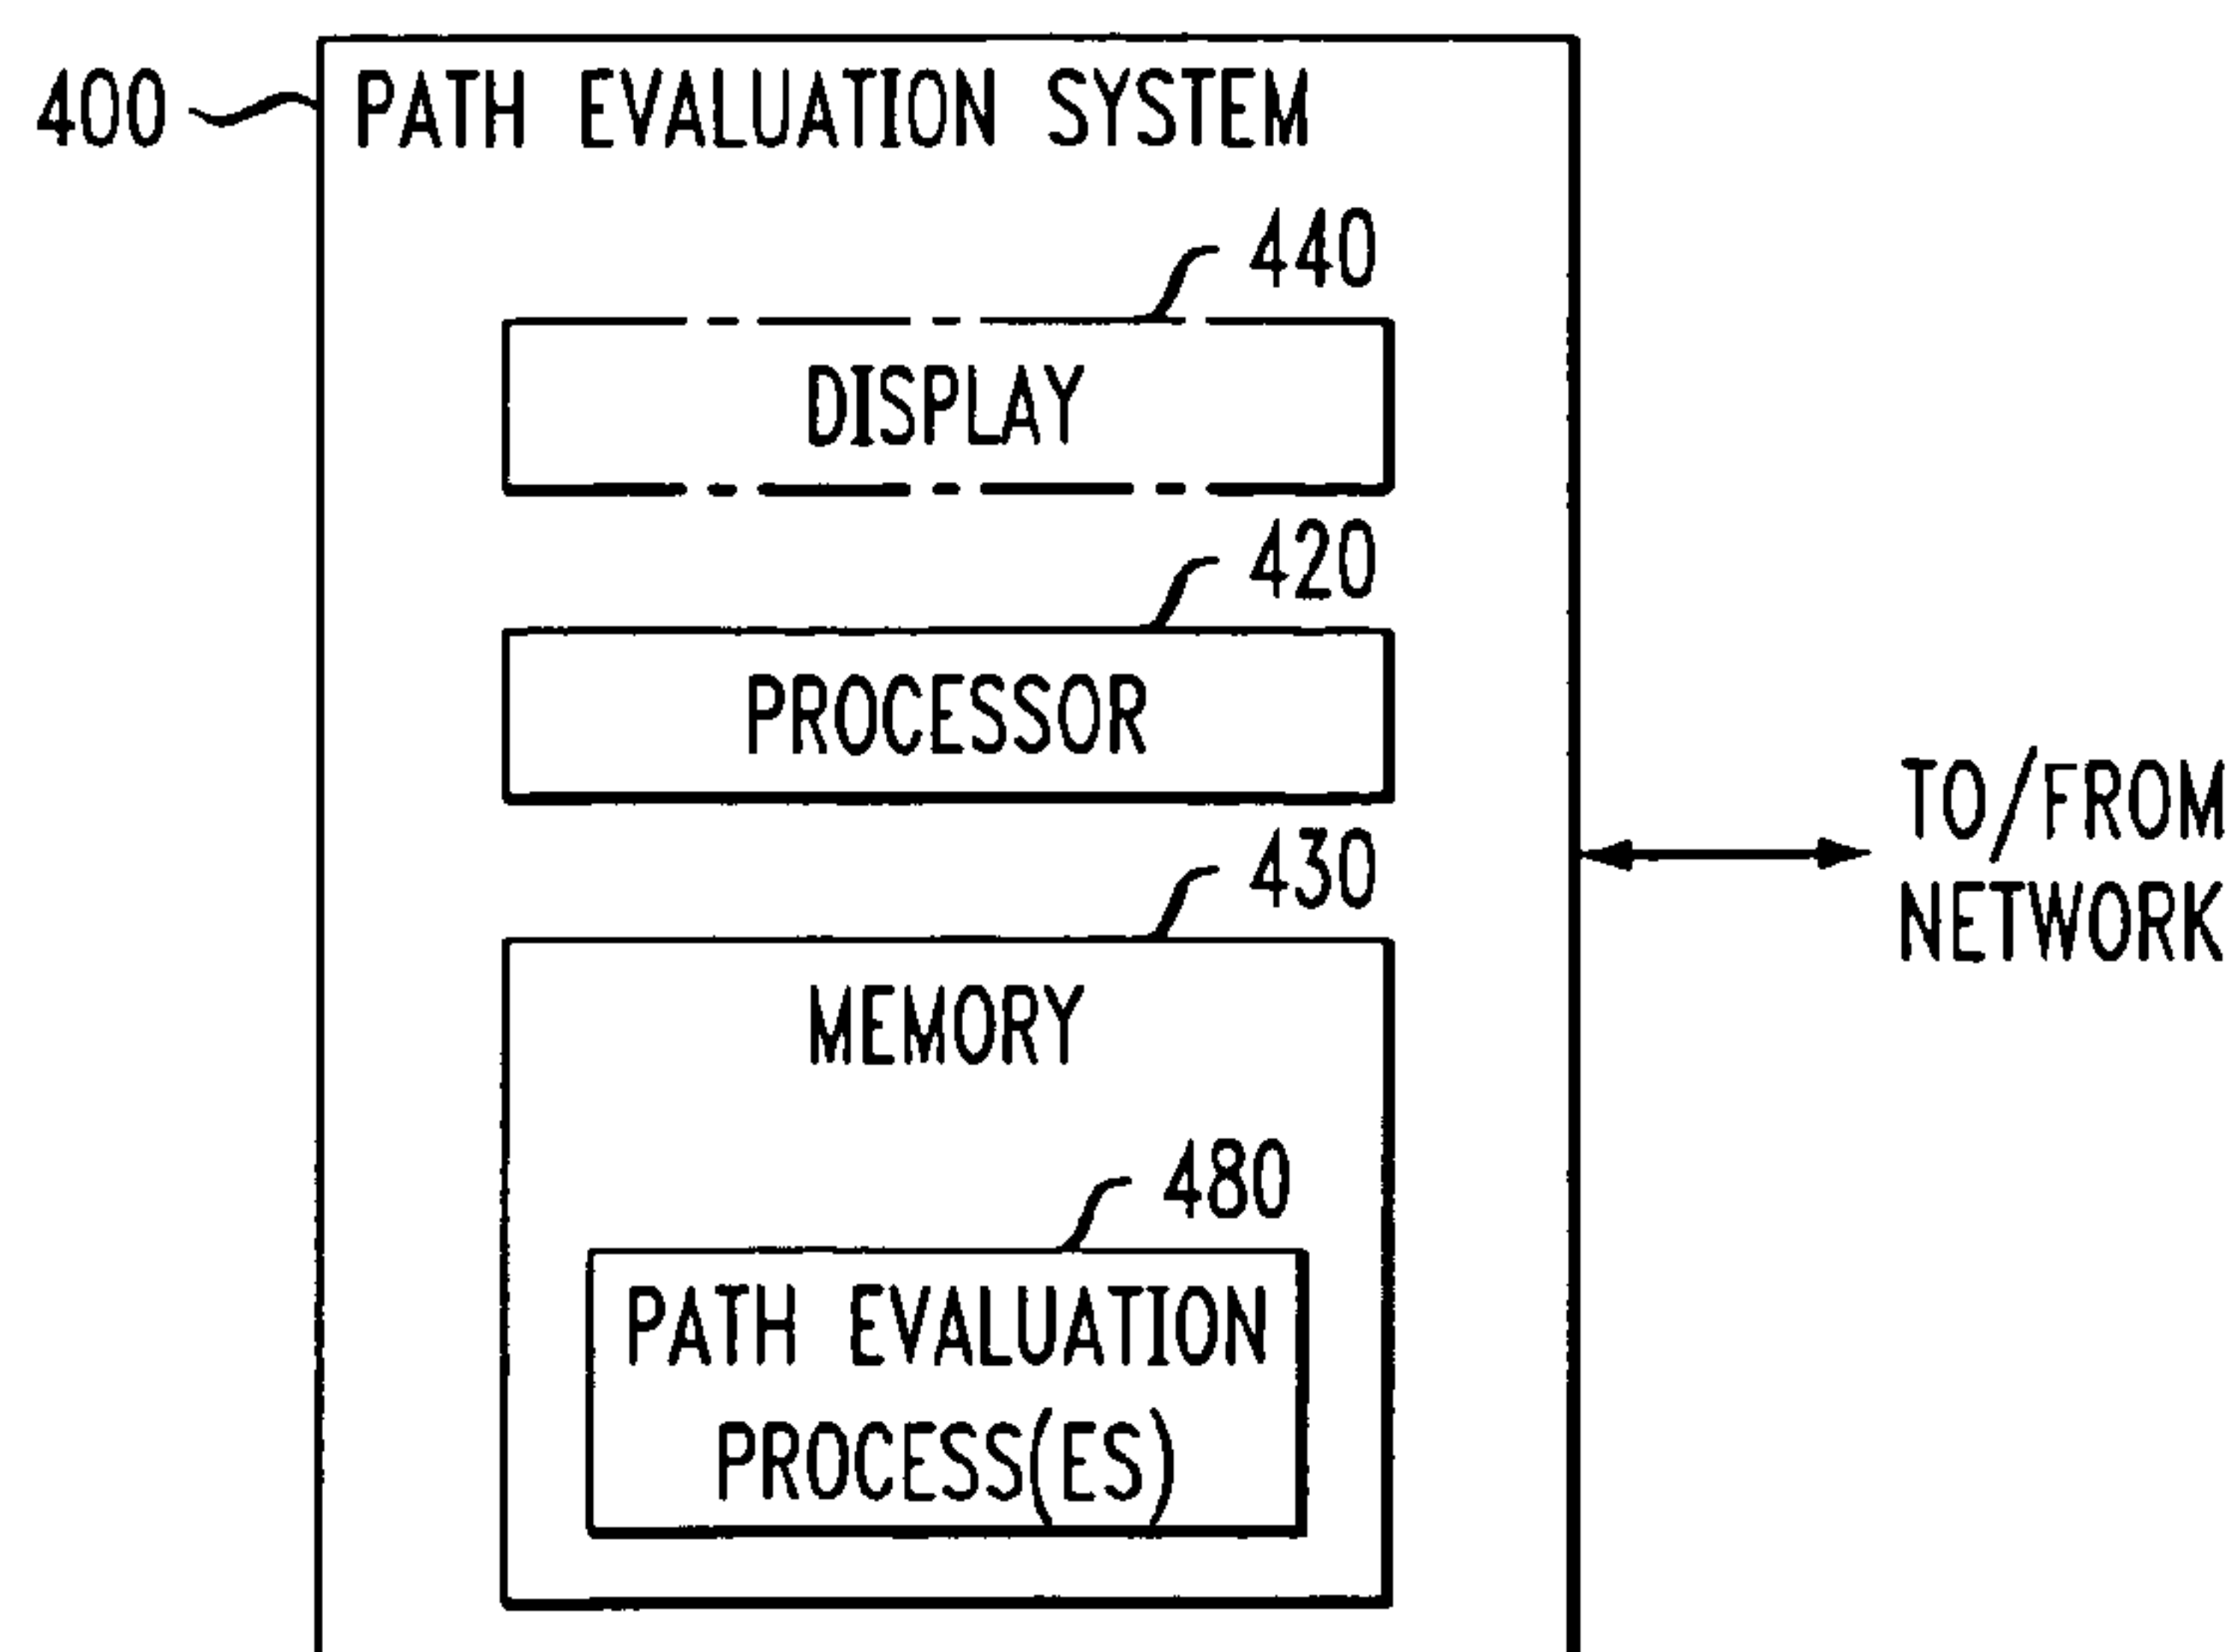 400 PATH EVALUATION SYSTEM
440
DISPLAY
420
PROCESSOR
TO/FROM
NETWORK
430
MEMORY
480
PATH EVALUATION
PROCESS(ES)